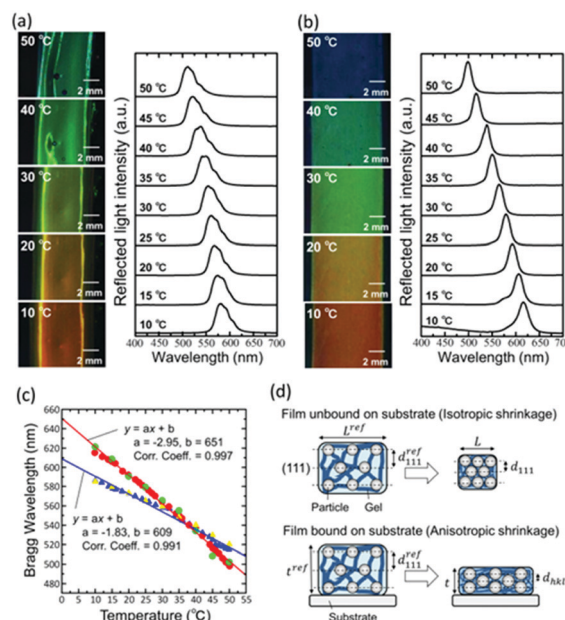 (a)
50 °C
2 mm
40 °C
2 mm
30 °C
2 mm
20 °C
2 mm
10 °C
2 mm
Reflected light intensity (a.u.)
50 °C
45 °C
40 °C
35 °C
30 °C
25 °C
20 °C
15 °C
10 °C
400 450 500 550 600 650 700
Wavelength (nm)
(b)
50 °C
2 mm
40 °C
2 mm
30 °C
2 mm
20 °C
2 mm
10 °C
2 mm
Reflected light intensity (a.u.)
50 °C
45 °C
40 °C
35 °C
30 °C
25 °C
20 °C
15 °C
10 °C
400 450 500 550 600 650 700
Wavelength (nm)
(c)
Bragg Wavelength (nm)
660
640
620
600
580
560
540
520
500
y = ax + b
a = -2.95, b = 651
Corr. Coeff. = 0.997
y = ax + b
a = -1.83, b = 609
Corr. Coeff. = 0.991
0 5 10 15 20 25 30 35 40 45 50 55
Temperature (°C)
(d)
Film unbound on substrate (Isotropic shrinkage)
L^ref
L
(111)
d_111^ref
d_111
Particle Gel
Film bound on substrate (Anisotropic shrinkage)
t^ref
d_111^ref
t
d_hkl
Substrate